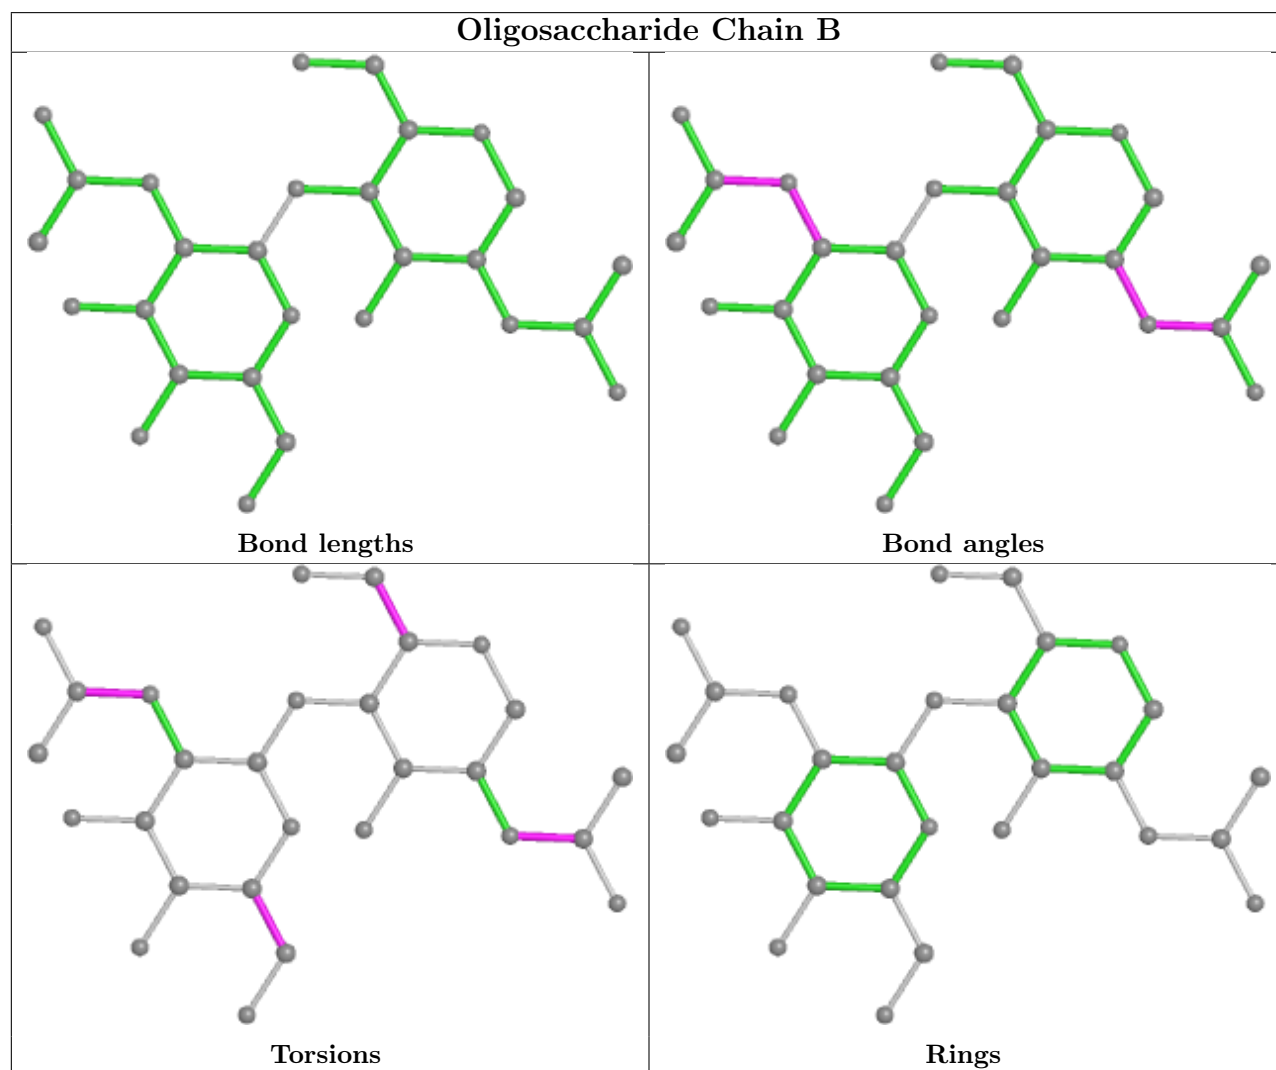 Oligosaccharide Chain B
Bond lengths
Bond angles
Torsions
Rings